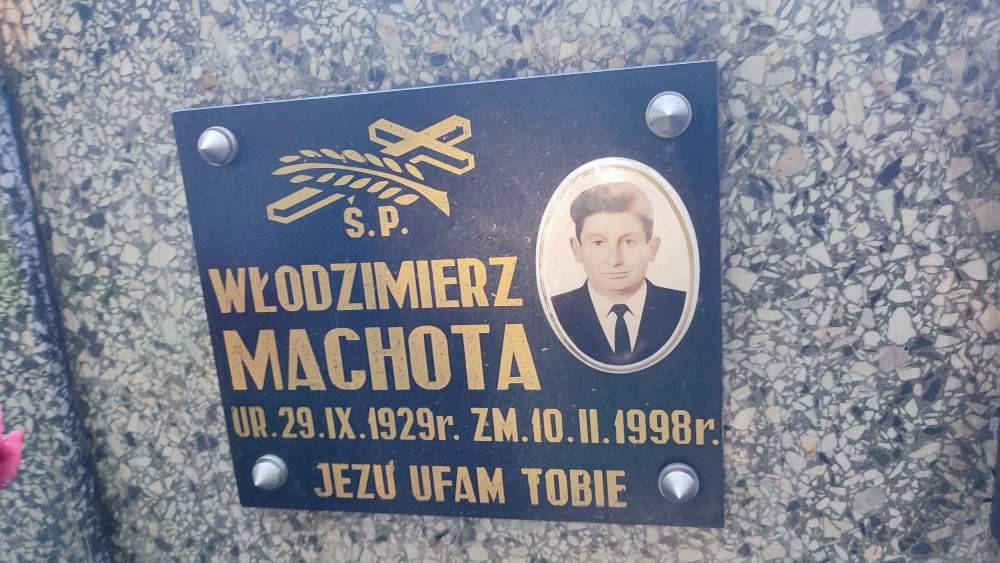 Ś.P.
WŁODZIMIERZ
MACHOTA
UR.29.IX.1929r. ZM.10.II.1998r.
JEZU UFAM TOBIE